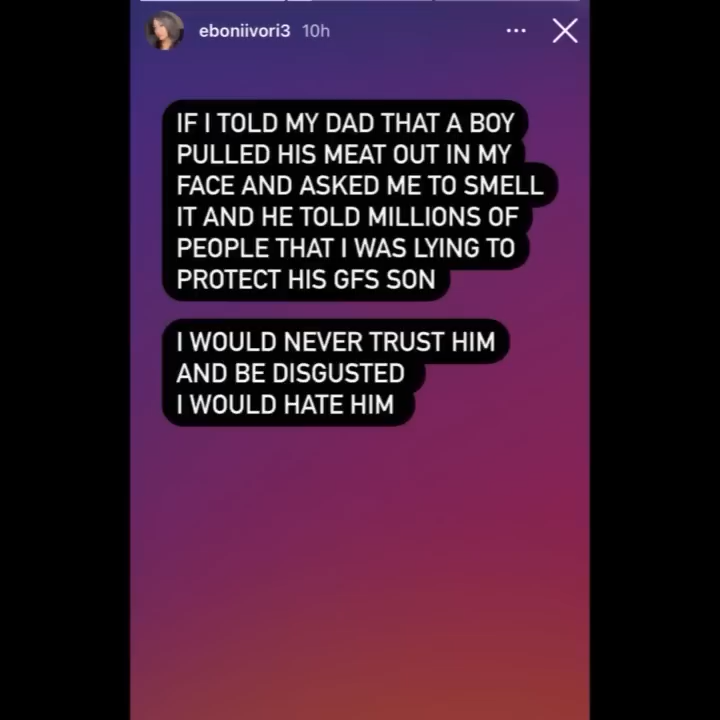 eboniivori3 10h
IF I TOLD MY DAD THAT A BOY
PULLED HIS MEAT OUT IN MY
FACE AND ASKED ME TO SMELL
IT AND HE TOLD MILLIONS OF
PEOPLE THAT I WAS LYING TO
PROTECT HIS GFS SON
I WOULD NEVER TRUST HIM
AND BE DISGUSTED
I WOULD HATE HIM